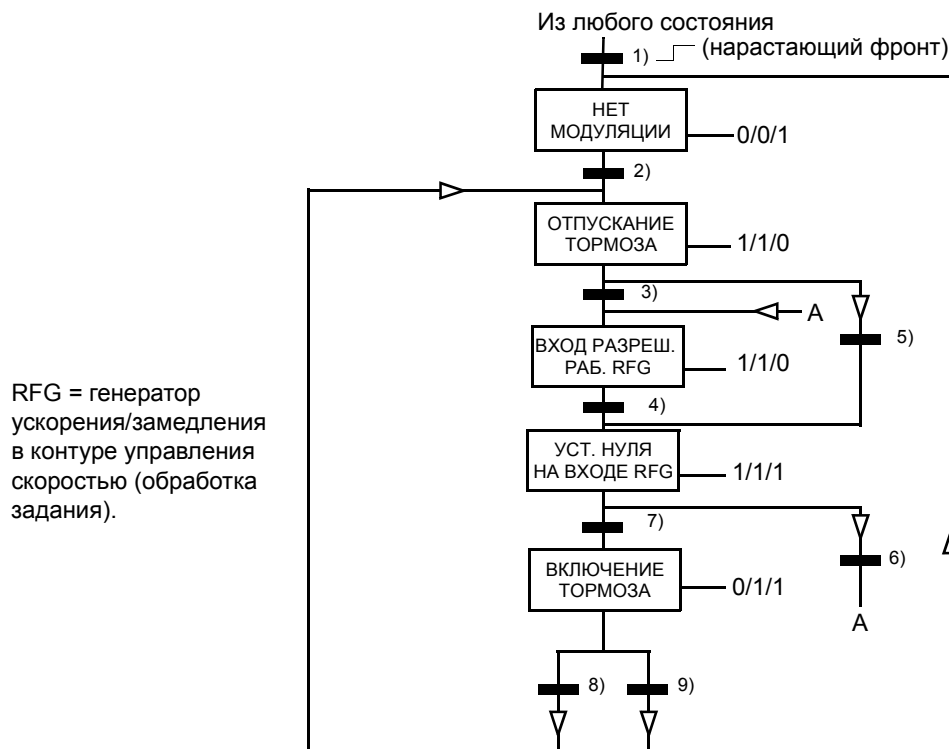 Из любого состояния
1)
(нарастающий фронт)
НЕТ
МОДУЛЯЦИИ
0/0/1
2)
ОТПУСКАНИЕ
ТОРМОЗА
1/1/0
3)
A
5)
ВХОД РАЗРЕШ.
РАБ. RFG
1/1/0
4)
RFG = генератор
ускорения/замедления
в контуре управления
скоростью (обработка
задания).
УСТ. НУЛЯ
НА ВХОДЕ RFG
1/1/1
7)
6)
ВКЛЮЧЕНИЕ
ТОРМОЗА
0/1/1
A
8)
9)